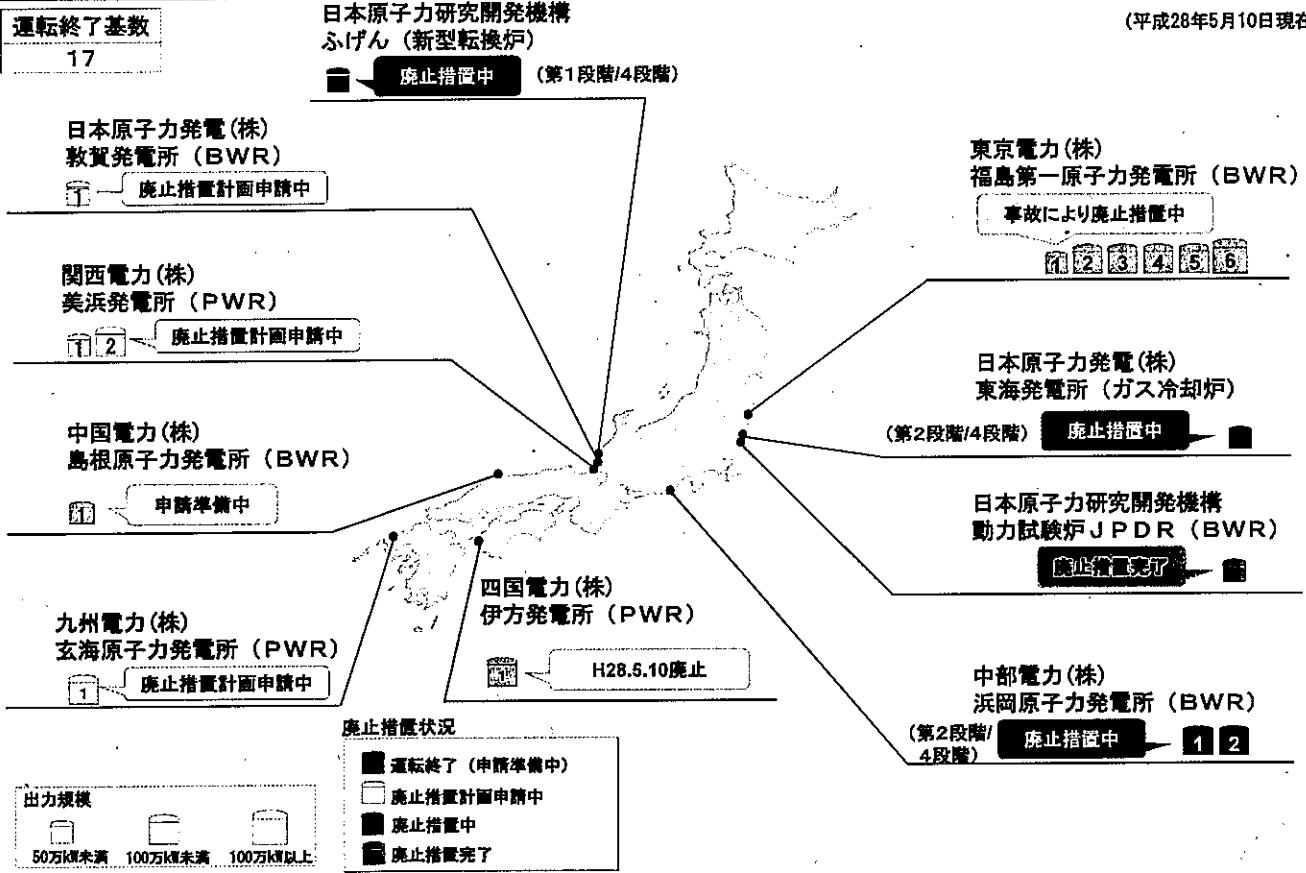 運転終了基数
17
(平成28年5月10日現在
日本原子力研究開発機構
ふげん (新型転換炉)
廃止措置中
(第1段階/4段階)
日本原子力発電(株)
敦賀発電所 (BWR)
1
廃止措置計画申請中
関西電力(株)
美浜発電所 (PWR)
1 2
廃止措置計画申請中
中国電力(株)
島根原子力発電所 (BWR)
1
申請準備中
九州電力(株)
玄海原子力発電所 (PWR)
1
廃止措置計画申請中
四国電力(株)
伊方発電所 (PWR)
1
H28.5.10廃止
東京電力(株)
福島第一原子力発電所 (BWR)
事故により廃止措置中
1 2 3 4 5 6
日本原子力発電(株)
東海発電所 (ガス冷却炉)
(第2段階/4段階)
廃止措置中
日本原子力研究開発機構
動力試験炉JPDR (BWR)
廃止措置完了
中部電力(株)
浜岡原子力発電所 (BWR)
(第2段階/
4段階)
廃止措置中
1 2
廃止措置状況
運転終了 (申請準備中)
廃止措置計画申請中
廃止措置中
廃止措置完了
出力規模
50万kW未満 100万kW未満 100万kW以上